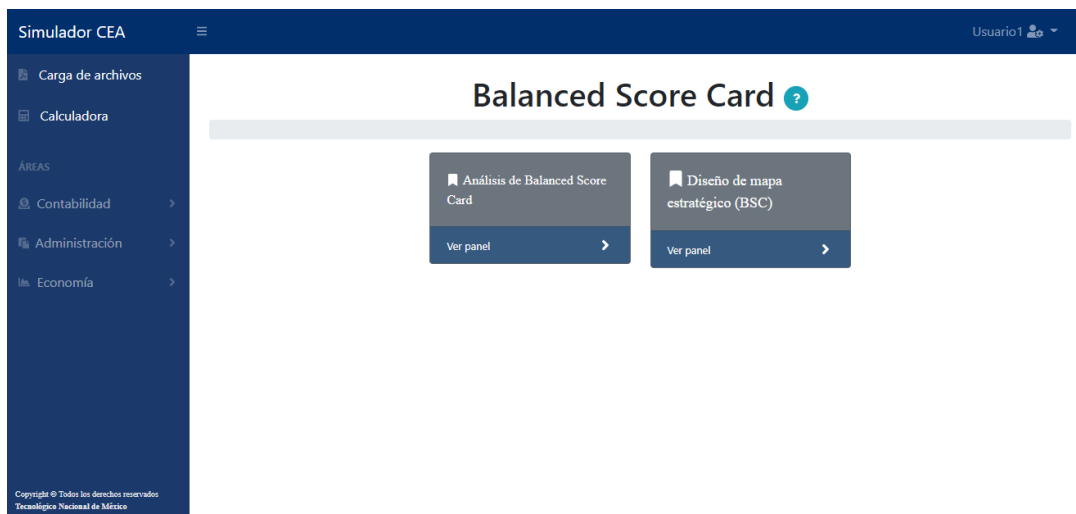 Simulador CEA
Usuario1
Carga de archivos
Calculadora
ÁREAS
Contabilidad
Administración
Economía
Copyright © Todos los derechos reservados
Tecnológico Nacional de México
Balanced Score Card ?
Análisis de Balanced Score
Card
Ver panel
Diseño de mapa
estratégico (BSC)
Ver panel